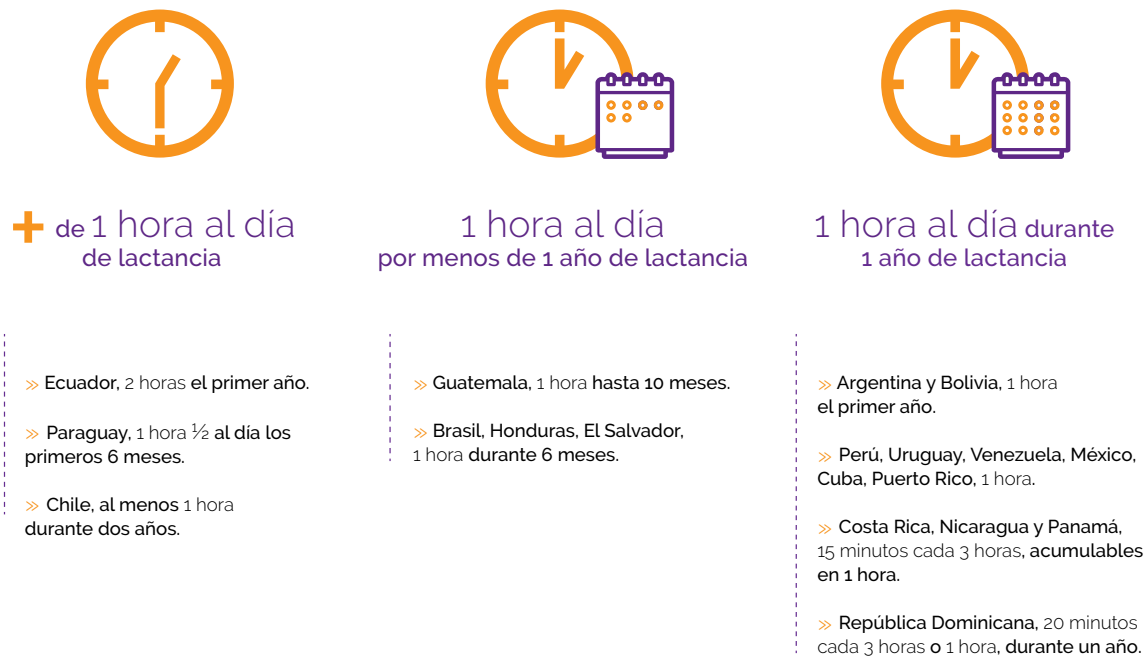 + de 1 hora al día
de lactancia
» Ecuador, 2 horas el primer año.
» Paraguay, 1 hora ½ al día los
primeros 6 meses.
» Chile, al menos 1 hora
durante dos años.
1 hora al día
por menos de 1 año de lactancia
» Guatemala, 1 hora hasta 10 meses.
» Brasil, Honduras, El Salvador,
1 hora durante 6 meses.
1 hora al día durante
1 año de lactancia
» Argentina y Bolivia, 1 hora
el primer año.
» Perú, Uruguay, Venezuela, México,
Cuba, Puerto Rico, 1 hora.
» Costa Rica, Nicaragua y Panamá,
15 minutos cada 3 horas, acumulables
en 1 hora.
» República Dominicana, 20 minutos
cada 3 horas o 1 hora, durante un año.